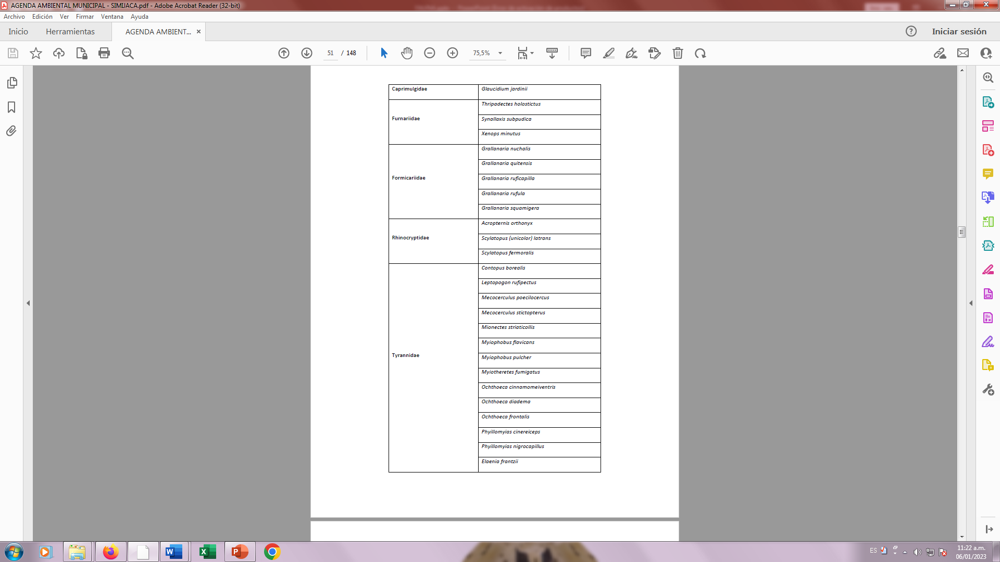 AGENDA AMBIENTAL MUNICIPAL - SIMIJACA.pdf - Adobe Acrobat Reader (32-bit)
Archivo Edición Ver Firmar Ventana Ayuda
Inicio Herramientas AGENDA AMBIENT... × Iniciar sesión
51 / 148 75,5%
Caprimulgidae Glaucidium jardinii
Thripadectes holostictus
Furnariidae Synallaxis subpudica
Xenops minutus
Grallanaria nuchalis
Grallanaria quitensis
Formicariidae Grallanaria ruficapilla
Grallanaria rufula
Grallanaria squamigera
Acropternis orthonyx
Rhinocryptidae Scylatopus (unicolor) latrans
Scylatopus fermoralis
Contopus borealis
Leptopogon rufipectus
Mecocerculus poecilocercus
Mecocerculus stictopterus
Mionectes striaticollis
Myiophobus flavicans
Tyrannidae Myiophobus pulcher
Myiotheretes fumigatus
Ochthoeca cinnamomeiventris
Ochthoeca diadema
Ochthoeca frontalis
Phyillomyias cinereiceps
Phyillomyias nigrocapillus
Elaenia frantzii
ES 11:22 a.m.
06/01/2023